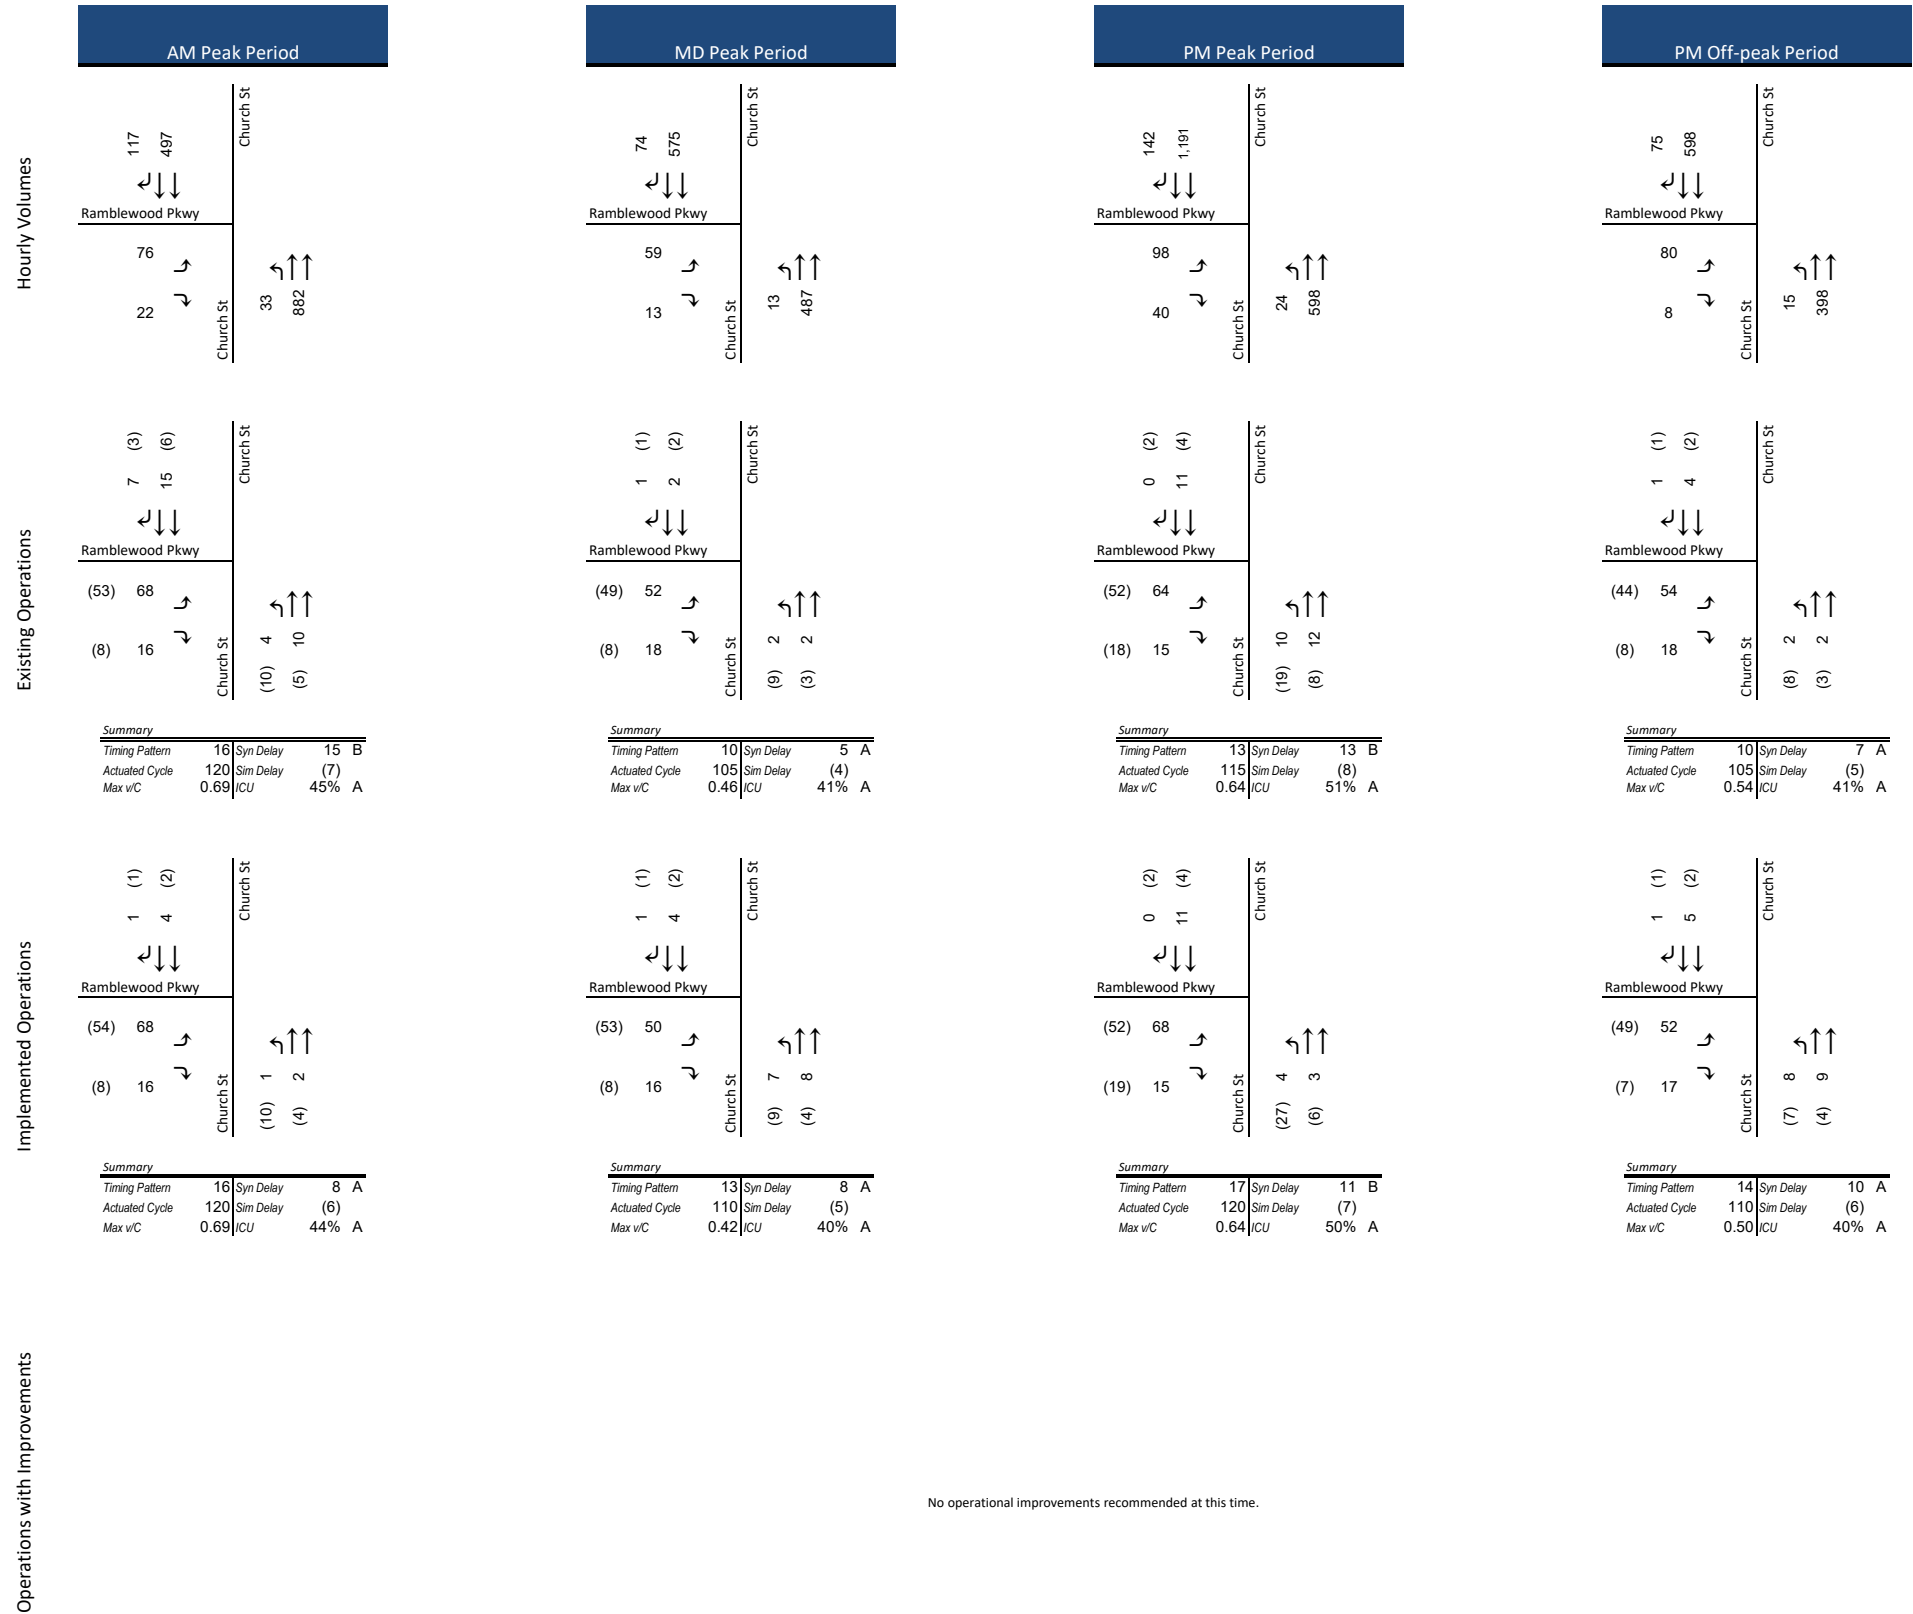 AM Peak Period
MD Peak Period
PM Peak Period
PM Off-peak Period
Hourly Volumes
117
497
Church St
Ramblewood Pkwy
76
22
Church St
33
882
74
575
Church St
Ramblewood Pkwy
59
13
Church St
13
487
142
1,191
Church St
Ramblewood Pkwy
98
40
Church St
24
598
75
598
Church St
Ramblewood Pkwy
80
8
Church St
15
398
Existing Operations
7 (3)
15 (6)
Church St
Ramblewood Pkwy
(53) 68
(8) 16
Church St
(10) 4
(5) 10
Summary
Timing Pattern 16 Syn Delay 15 B
Actuated Cycle 120 Sim Delay (7)
Max v/C 0.69 ICU 45% A
1 (1)
2 (2)
Church St
Ramblewood Pkwy
(49) 52
(8) 18
Church St
(9) 2
(3) 2
Summary
Timing Pattern 10 Syn Delay 5 A
Actuated Cycle 105 Sim Delay (4)
Max v/C 0.46 ICU 41% A
0 (2)
11 (4)
Church St
Ramblewood Pkwy
(52) 64
(18) 15
Church St
(19) 10
(8) 12
Summary
Timing Pattern 13 Syn Delay 13 B
Actuated Cycle 115 Sim Delay (8)
Max v/C 0.64 ICU 51% A
1 (1)
4 (2)
Church St
Ramblewood Pkwy
(44) 54
(8) 18
Church St
(8) 2
(3) 2
Summary
Timing Pattern 10 Syn Delay 7 A
Actuated Cycle 105 Sim Delay (5)
Max v/C 0.54 ICU 41% A
Implemented Operations
1 (1)
4 (2)
Church St
Ramblewood Pkwy
(54) 68
(8) 16
Church St
(10) 1
(4) 2
Summary
Timing Pattern 16 Syn Delay 8 A
Actuated Cycle 120 Sim Delay (6)
Max v/C 0.69 ICU 44% A
1 (1)
4 (2)
Church St
Ramblewood Pkwy
(53) 50
(8) 16
Church St
(9) 7
(4) 8
Summary
Timing Pattern 13 Syn Delay 8 A
Actuated Cycle 110 Sim Delay (5)
Max v/C 0.42 ICU 40% A
0 (2)
11 (4)
Church St
Ramblewood Pkwy
(52) 68
(19) 15
Church St
(27) 4
(6) 3
Summary
Timing Pattern 17 Syn Delay 11 B
Actuated Cycle 120 Sim Delay (7)
Max v/C 0.64 ICU 50% A
1 (1)
5 (2)
Church St
Ramblewood Pkwy
(49) 52
(7) 17
Church St
(7) 8
(4) 9
Summary
Timing Pattern 14 Syn Delay 10 A
Actuated Cycle 110 Sim Delay (6)
Max v/C 0.50 ICU 40% A
Operations with Improvements
No operational improvements recommended at this time.